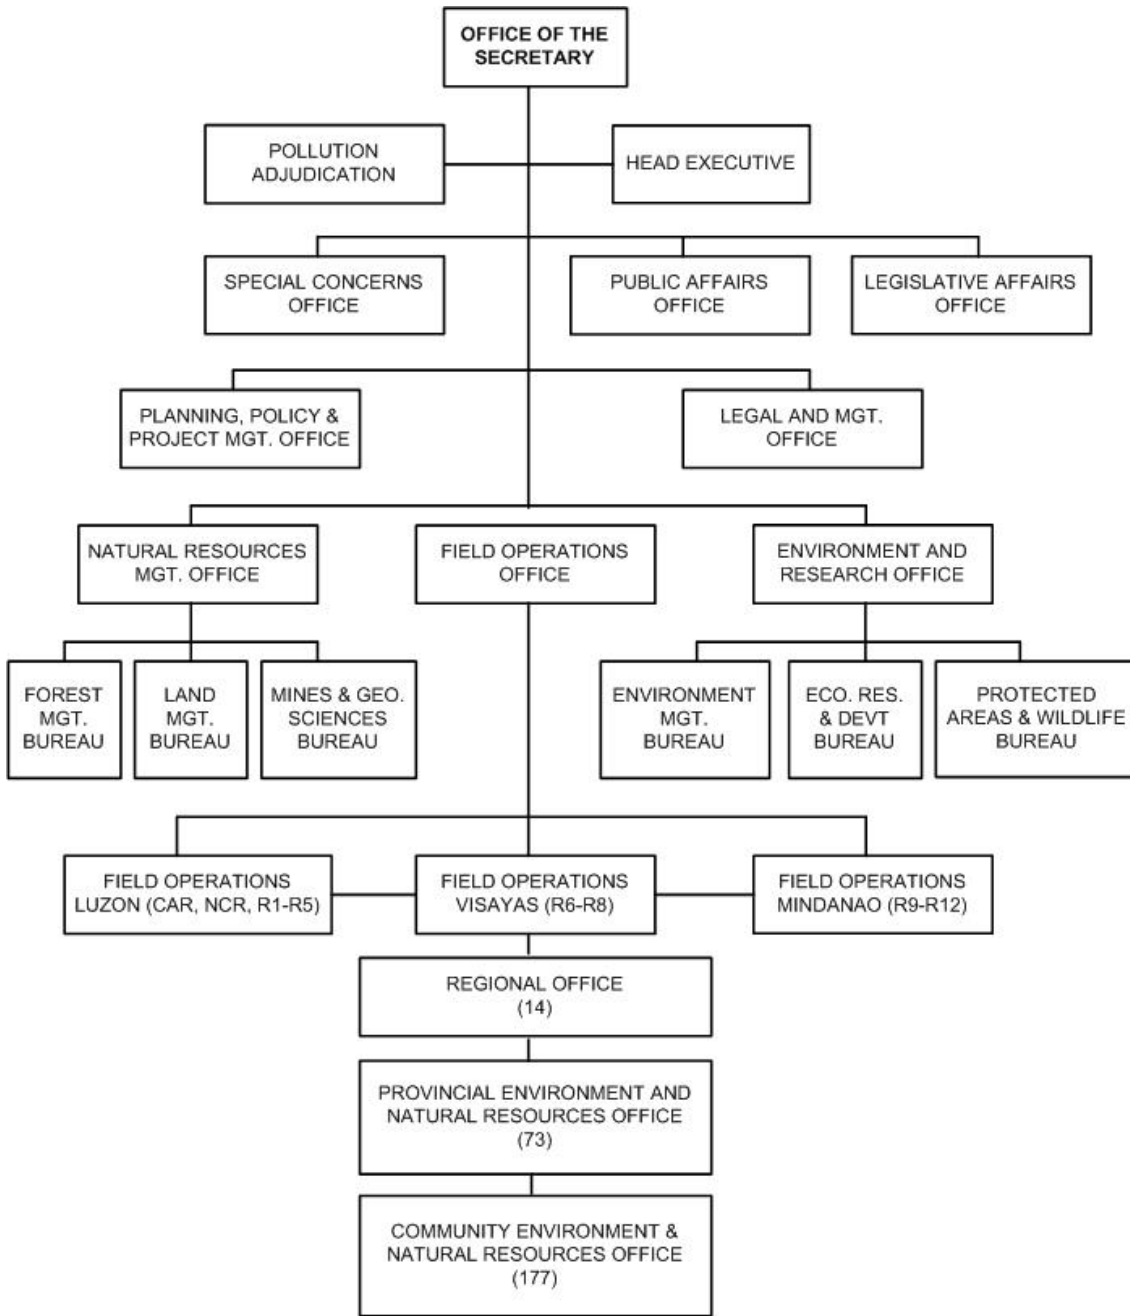 OFFICE OF THE
SECRETARY
POLLUTION
ADJUDICATION
HEAD EXECUTIVE
SPECIAL CONCERNS
OFFICE
PUBLIC AFFAIRS
OFFICE
LEGISLATIVE AFFAIRS
OFFICE
PLANNING, POLICY &
PROJECT MGT. OFFICE
LEGAL AND MGT.
OFFICE
NATURAL RESOURCES
MGT. OFFICE
FIELD OPERATIONS
OFFICE
ENVIRONMENT AND
RESEARCH OFFICE
FOREST
MGT.
BUREAU
LAND
MGT.
BUREAU
MINES & GEO.
SCIENCES
BUREAU
ENVIRONMENT
MGT.
BUREAU
ECO. RES.
& DEVT
BUREAU
PROTECTED
AREAS & WILDLIFE
BUREAU
FIELD OPERATIONS
LUZON (CAR, NCR, R1-R5)
FIELD OPERATIONS
VISAYAS (R6-R8)
FIELD OPERATIONS
MINDANAO (R9-R12)
REGIONAL OFFICE
(14)
PROVINCIAL ENVIRONMENT AND
NATURAL RESOURCES OFFICE
(73)
COMMUNITY ENVIRONMENT &
NATURAL RESOURCES OFFICE
(177)